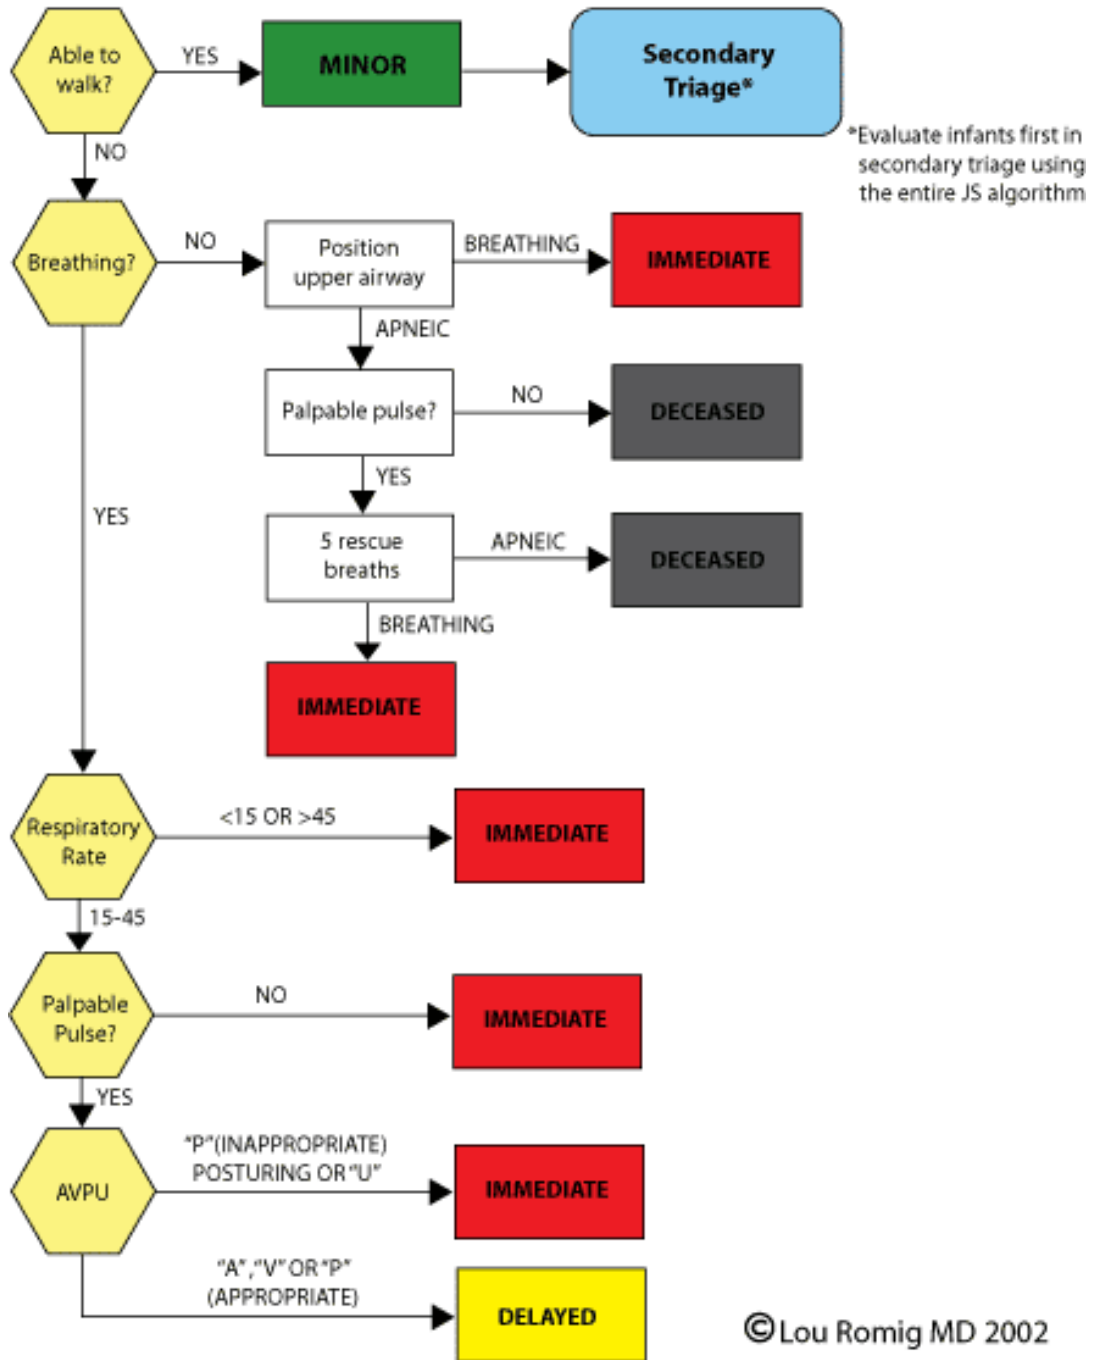 Able to
walk?
YES
MINOR
Secondary
Triage*
*Evaluate infants first in
secondary triage using
the entire JS algorithm
NO
Breathing?
NO
Position
upper airway
BREATHING
IMMEDIATE
APNEIC
Palpable pulse?
NO
DECEASED
YES
5 rescue
breaths
APNEIC
DECEASED
BREATHING
IMMEDIATE
YES
Respiratory
Rate
<15 OR >45
IMMEDIATE
15-45
Palpable
Pulse?
NO
IMMEDIATE
YES
AVPU
“P”(INAPPROPRIATE)
POSTURING OR “U”
IMMEDIATE
“A”,“V” OR “P”
(APPROPRIATE)
DELAYED
©Lou Romig MD 2002